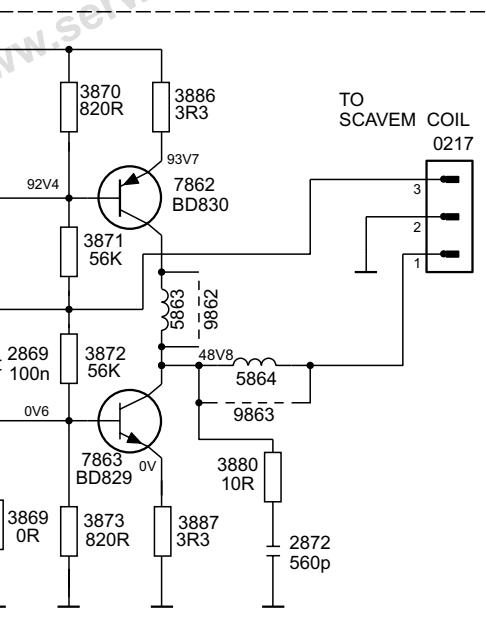 www.serv
3870
820R
3886
3R3
TO
SCAVEM COIL
0217
93V7
92V4
7862
BD830
3
2
1
3871
56K
5863
9862
2869
100n
3872
56K
48V8
5864
9863
0V6
7863
BD829
0V
3880
10R
3869
0R
3873
820R
3887
3R3
2872
560p